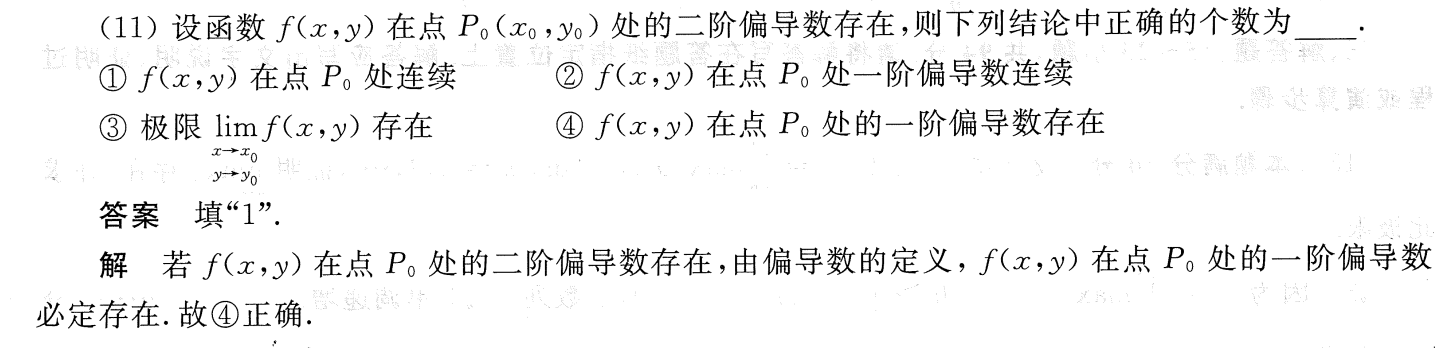 (11) 设函数 f(x,y) 在点 P₀(x₀,y₀) 处的二阶偏导数存在,则下列结论中正确的个数为____.
① f(x,y) 在点 P₀ 处连续 ② f(x,y) 在点 P₀ 处一阶偏导数连续
③ 极限 lim f(x,y) 存在 ④ f(x,y) 在点 P₀ 处的一阶偏导数存在
x→x₀
y→y₀
答案 填“1”.
解 若 f(x,y) 在点 P₀ 处的二阶偏导数存在,由偏导数的定义, f(x,y) 在点 P₀ 处的一阶偏导数
必定存在.故④正确.